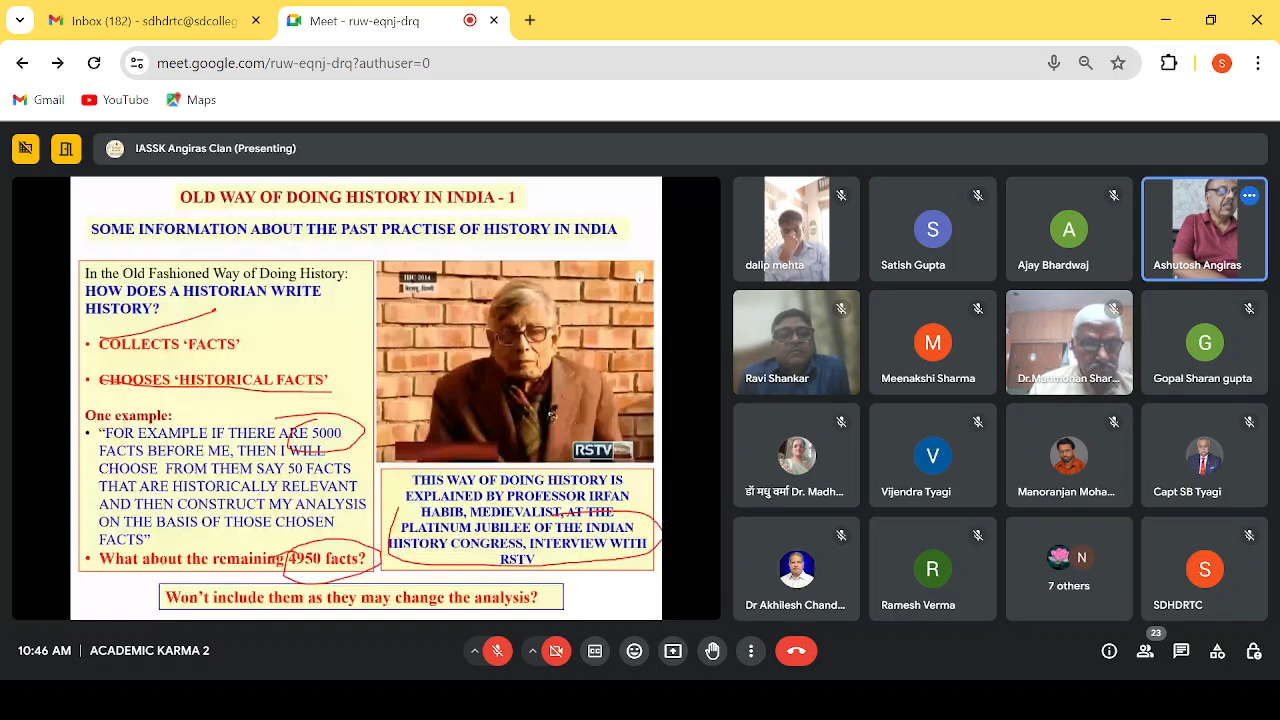 Inbox (182) - sdhdrtc@sdcolleg
Meet - ruw-eqnj-drq
meet.google.com/ruw-eqnj-drq?authuser=0
S
Gmail
YouTube
Maps
IASSK Angiras Clan (Presenting)
OLD WAY OF DOING HISTORY IN INDIA - 1
SOME INFORMATION ABOUT THE PAST PRACTISE OF HISTORY IN INDIA
In the Old Fashioned Way of Doing History:
HOW DOES A HISTORIAN WRITE
HISTORY?
• COLLECTS ‘FACTS’
• CHOOSES ‘HISTORICAL FACTS’
One example:
• “FOR EXAMPLE IF THERE ARE 5000
FACTS BEFORE ME, THEN I WILL
CHOOSE FROM THEM SAY 50 FACTS
THAT ARE HISTORICALLY RELEVANT
AND THEN CONSTRUCT MY ANALYSIS
ON THE BASIS OF THOSE CHOSEN
FACTS”
• What about the remaining 4950 facts?
RSTV
THIS WAY OF DOING HISTORY IS
EXPLAINED BY PROFESSOR IRFAN
HABIB, MEDIEVALIST, AT THE
PLATINUM JUBILEE OF THE INDIAN
HISTORY CONGRESS, INTERVIEW WITH
RSTV
Won’t include them as they may change the analysis?
dalip mehta
S
Satish Gupta
A
Ajay Bhardwaj
Ashutosh Angiras
Ravi Shankar
M
Meenakshi Sharma
Dr.Manmohan Shar...
G
Gopal Sharan gupta
डॉ मधु वर्मा Dr. Madh...
V
Vijendra Tyagi
Manoranjan Moha...
Capt SB Tyagi
Dr Akhilesh Chand...
R
Ramesh Verma
N
7 others
S
SDHDRTC
10:46 AM | ACADEMIC KARMA 2
23